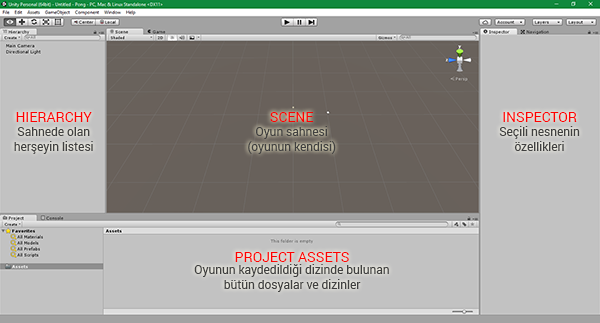 Unity Personal (64bit) - Untitled - Pong - PC, Mac & Linux Standalone <DX11>
File Edit Assets GameObject Component Window Help
Center Local Account Layers Layout
Hierarchy Scene Game Inspector Navigation
Create Shaded 2D Gizmos
Main Camera
Directional Light
Persp
HIERARCHY
Sahnede olan
herşeyin listesi
SCENE
Oyun sahnesi
(oyunun kendisi)
INSPECTOR
Seçili nesnenin
özellikleri
Project Console
Create
Favorites
All Materials
All Models
All Prefabs
All Scripts
Assets
Assets
This folder is empty
PROJECT ASSETS
Oyunun kaydedildiği dizinde bulunan
bütün dosyalar ve dizinler